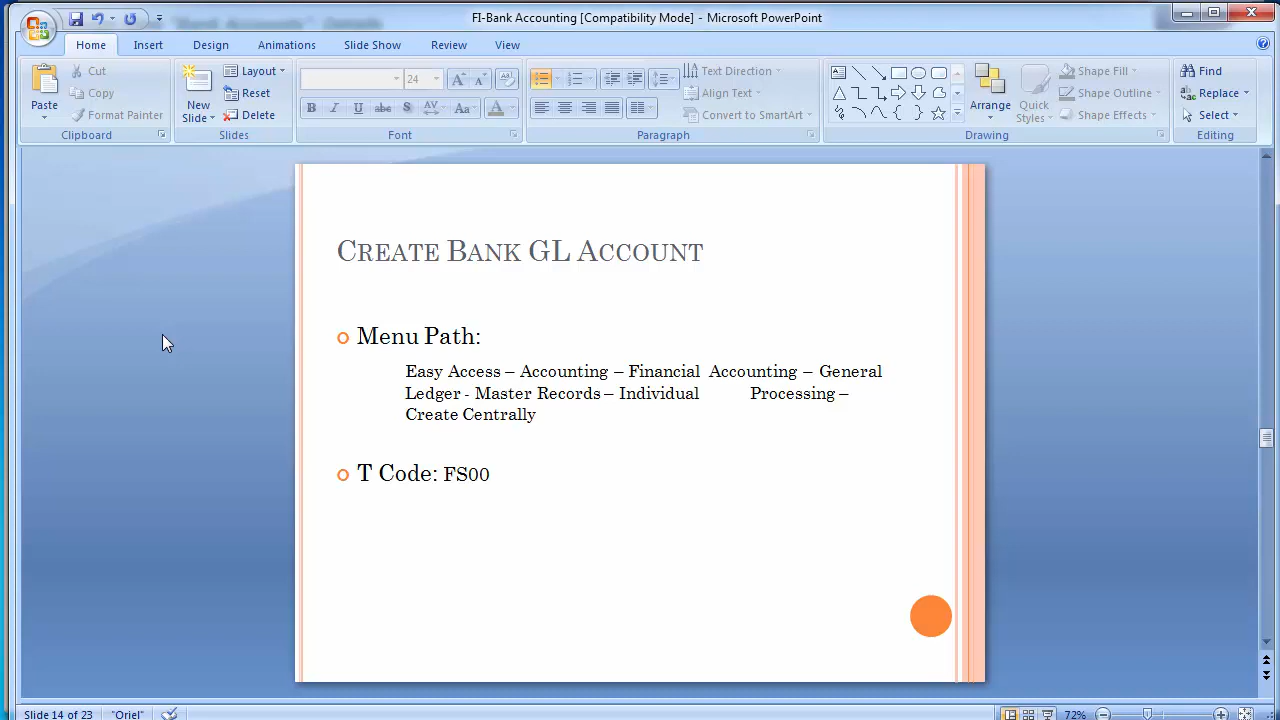 FI-Bank Accounting [Compatibility Mode] - Microsoft PowerPoint
Home Insert Design Animations Slide Show Review View
Paste
Cut
Copy
Format Painter
Clipboard
New Slide
Layout
Reset
Delete
Slides
24
B I U abc S AV Aa A
Font
Text Direction
Align Text
Convert to SmartArt
Paragraph
Arrange
Quick Styles
Shape Fill
Shape Outline
Shape Effects
Drawing
Find
Replace
Select
Editing
CREATE BANK GL ACCOUNT
Menu Path:
Easy Access – Accounting – Financial Accounting – General
Ledger - Master Records – Individual Processing –
Create Centrally
T Code: FS00
Slide 14 of 23 "Oriel" 72%